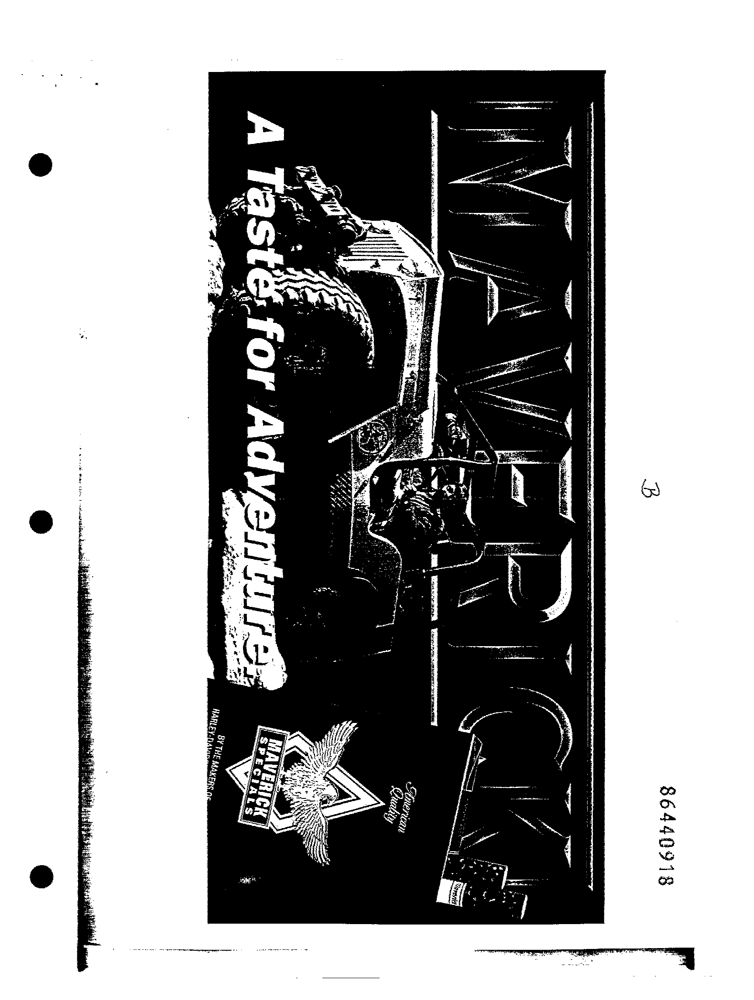 MAVERICK
A Taste for Adventure.
American
Quality
MAVERICK
SPECIALS
BY THE MAKERS OF
B
86440918